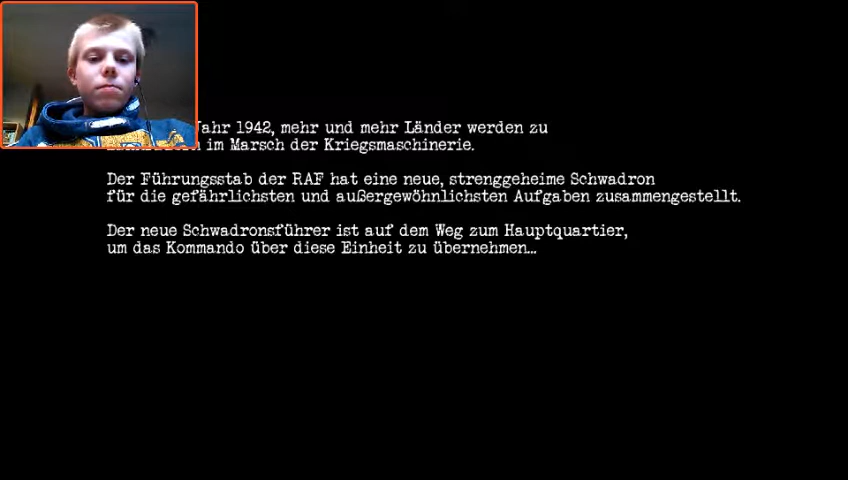 Jahr 1942, mehr und mehr Länder werden zu
im Marsch der Kriegsmaschinerie.
Der Führungsstab der RAF hat eine neue, strenggeheime Schwadron
für die gefährlichsten und außergewöhnlichsten Aufgaben zusammengestellt.
Der neue Schwadronsführer ist auf dem Weg zum Hauptquartier,
um das Kommando über diese Einheit zu übernehmen...